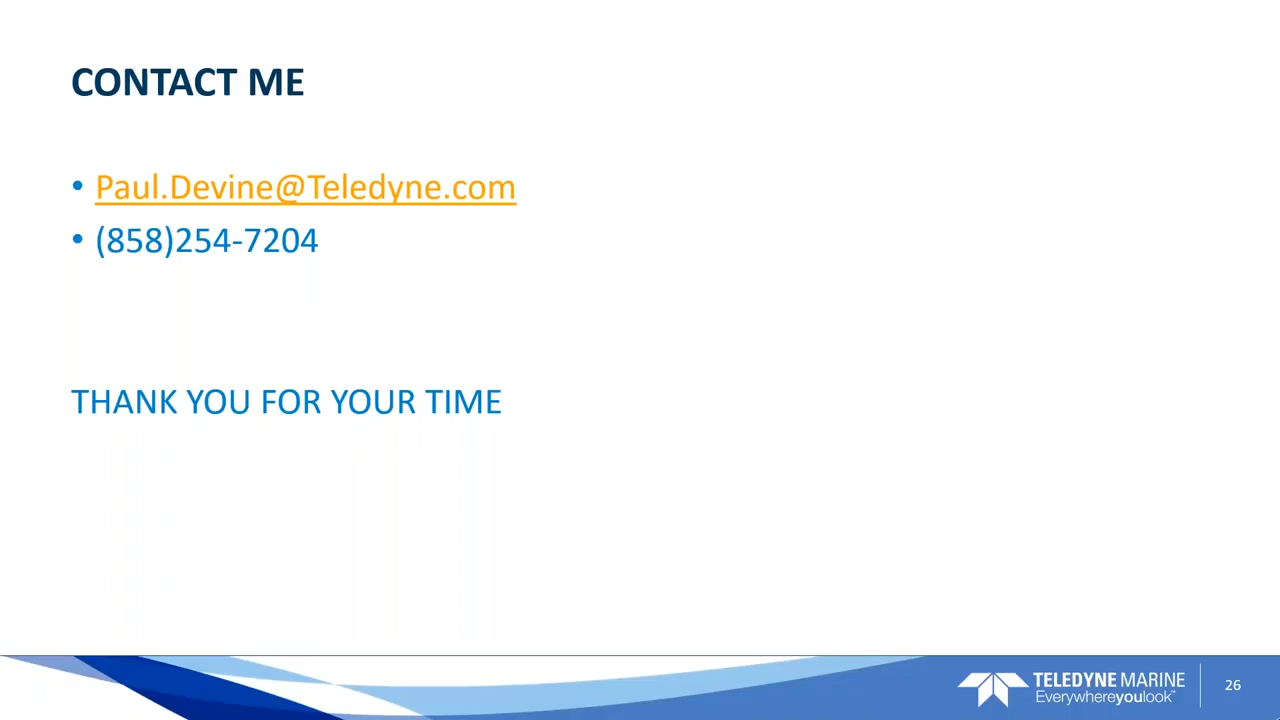 CONTACT ME
• Paul.Devine@Teledyne.com
• (858)254-7204
THANK YOU FOR YOUR TIME
TELEDYNE MARINE
Everywhereyoulook™
26